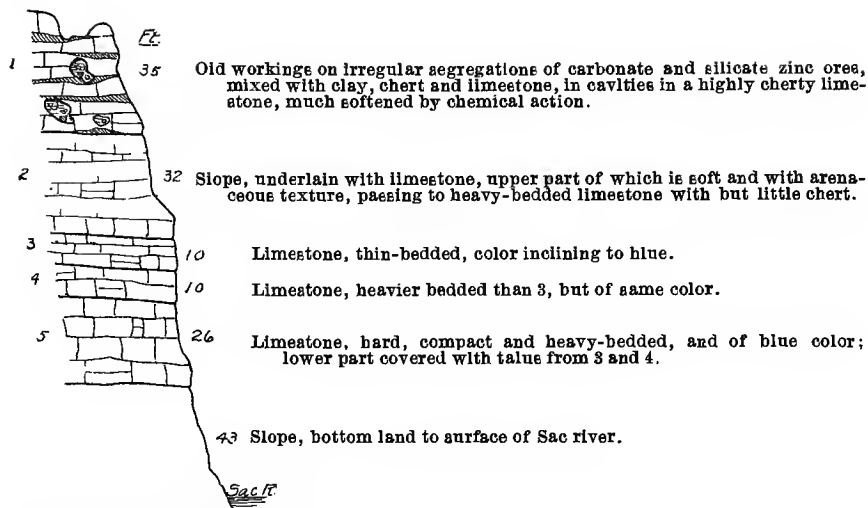 Ft.
1 35 Old workings on irregular segregations of carbonate and silicate zinc ores,
mixed with clay, chert and limestone, in cavities in a highly cherty lime-
stone, much softened by chemical action.
2 32 Slope, underlain with limestone, upper part of which is soft and with arena-
ceous texture, passing to heavy-bedded limestone with but little chert.
3 10 Limestone, thin-bedded, color inclining to blue.
4 10 Limestone, heavier bedded than 3, but of same color.
5 26 Limestone, hard, compact and heavy-bedded, and of blue color;
lower part covered with talus from 3 and 4.
43 Slope, bottom land to surface of Sac river.
Sac R.